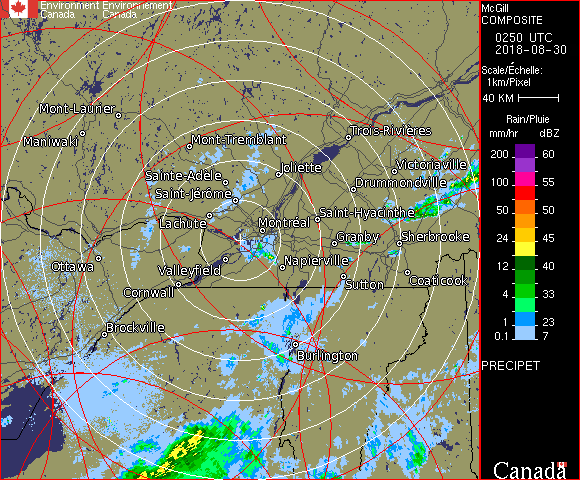 Environment Environnement
Canada Canada
McGill
COMPOSITE
0250 UTC
2018-08-30
Scale/Échelle:
1km/Pixel
40 KM
Rain/Pluie
mm/hr dBZ
200 60
100 55
50 50
24 45
12 40
4 33
1 23
0.1 7
PRECIPET
Canada
Mont-Laurier
Maniwaki
Mont-Tremblant
Trois-Rivières
Joliette
Victoriaville
Sainte-Adèle
Drummondville
Saint-Jérôme
Lachute
Saint-Hyacinthe
Montréal
Granby
Sherbrooke
Ottawa
Valleyfield
Napierville
Cornwall
Sutton
Coaticook
Brockville
Burlington